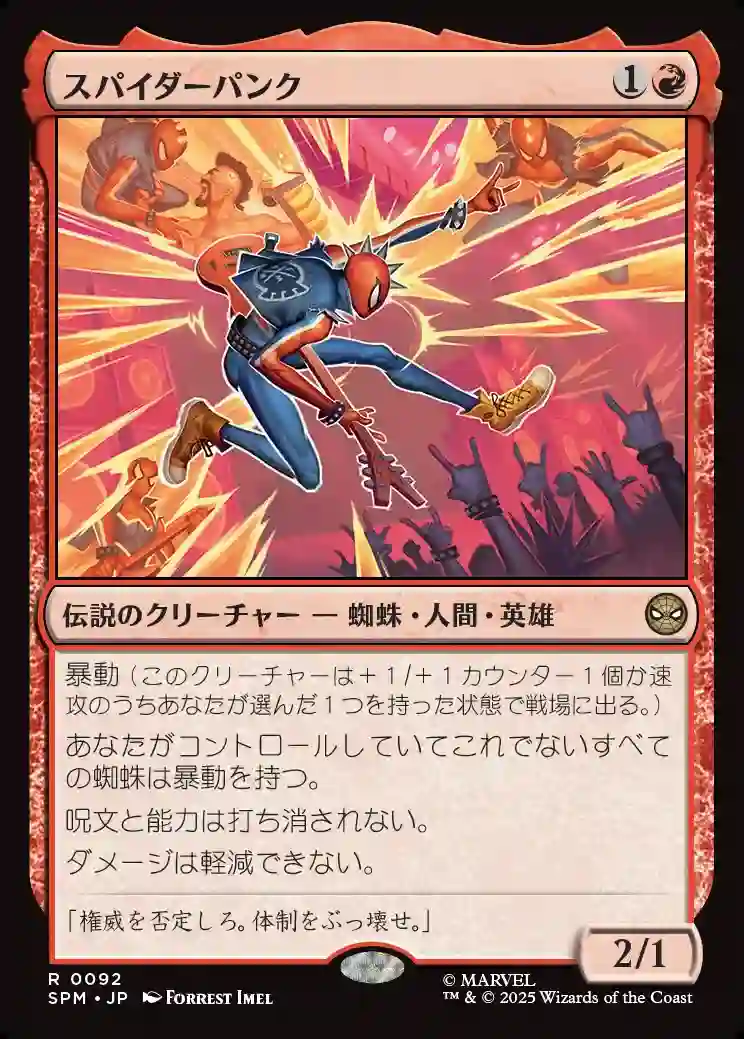 スパイダーパンク 1
伝説のクリーチャー — 蜘蛛・人間・英雄
暴動（このクリーチャーは＋１/＋１カウンター１個か速
攻のうちあなたが選んだ１つを持った状態で戦場に出る。）
あなたがコントロールしていてこれでないすべて
の蜘蛛は暴動を持つ。
呪文と能力は打ち消されない。
ダメージは軽減できない。
「権威を否定しろ。体制をぶっ壊せ。」
2/1
R 0092
SPM • JP Forrest Imel
© MARVEL
™ & © 2025 Wizards of the Coast